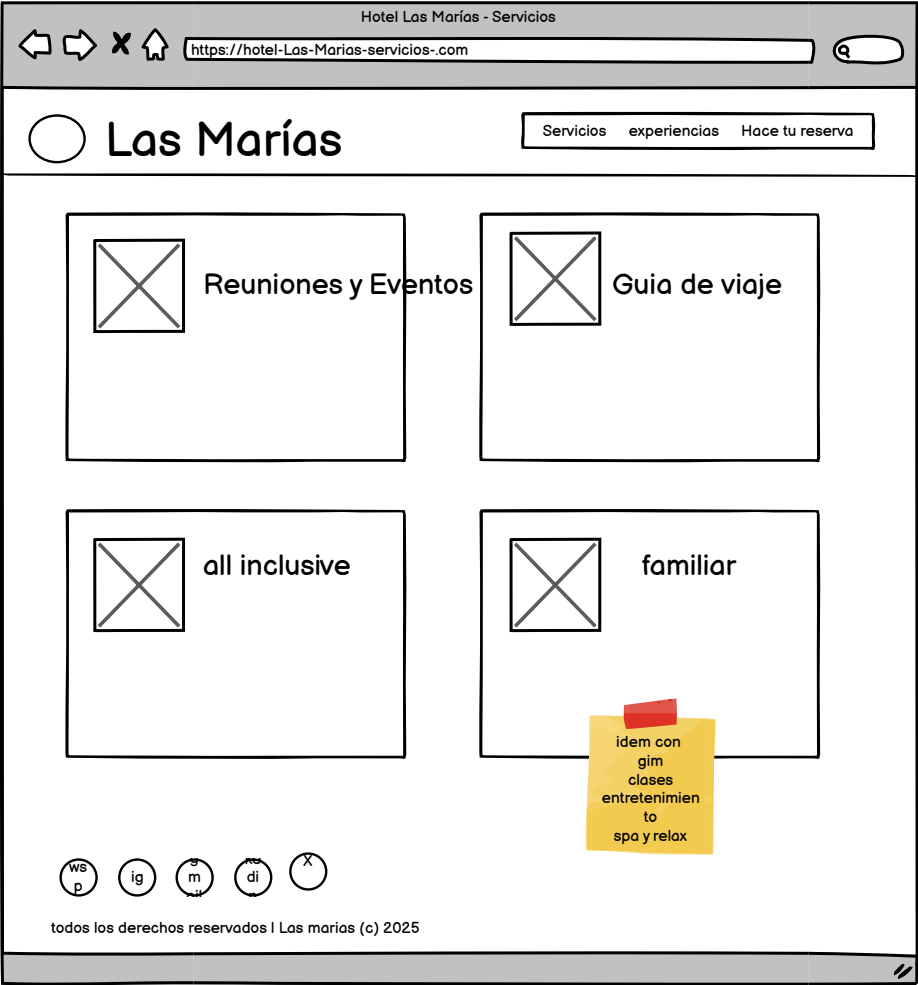 Hotel Las Marías - Servicios
https://hotel-Las-Marias-servicios-.com
Las Marías
Servicios experiencias Hace tu reserva
Reuniones y Eventos
Guia de viaje
all inclusive
familiar
idem con
gim
clases
entretenimien
to
spa y relax
ws
p
ig
m
di
X
todos los derechos reservados I Las marias (c) 2025